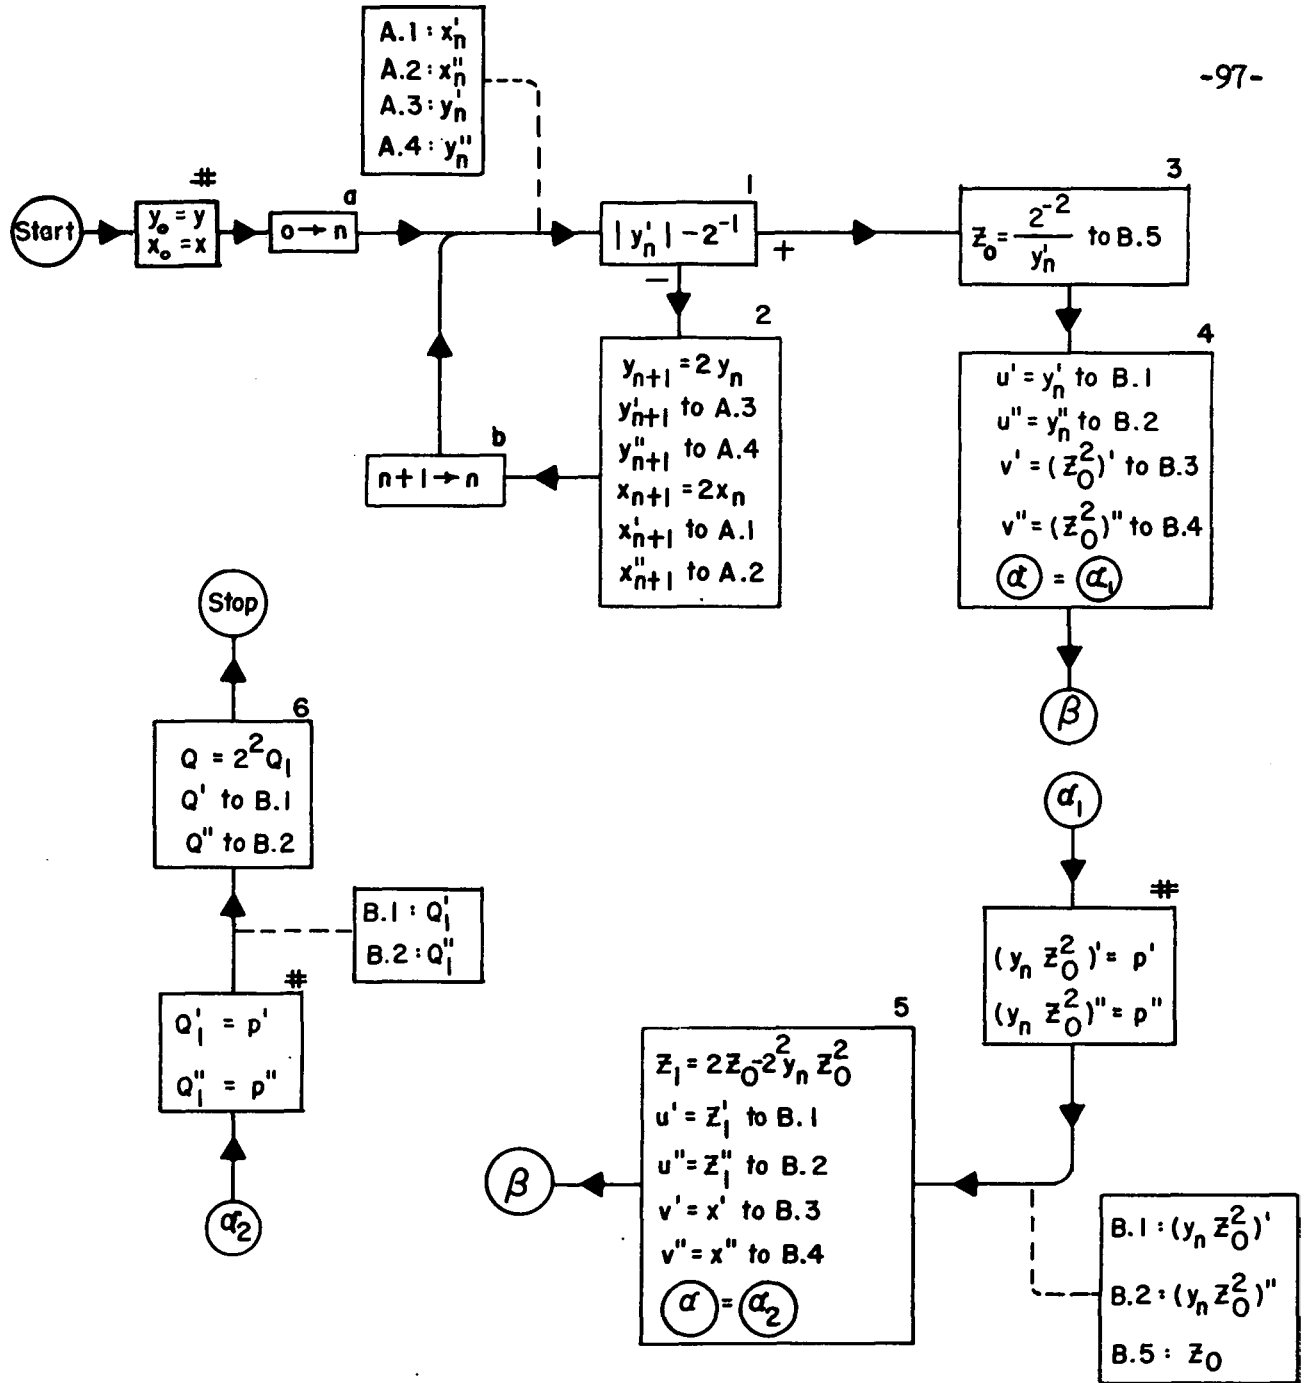 -97-
A.1: x'ₙ
A.2: x''ₙ
A.3: y'ₙ
A.4: y''ₙ
Start
#
y₀ = y
x₀ = x
a
0 → n
1
|y'ₙ| - 2⁻¹
+
−
3
z₀ = 2⁻²/y'ₙ to B.5
2
yₙ₊₁ = 2yₙ
y'ₙ₊₁ to A.3
y''ₙ₊₁ to A.4
xₙ₊₁ = 2xₙ
x'ₙ₊₁ to A.1
x''ₙ₊₁ to A.2
b
n+1 → n
4
u' = y'ₙ to B.1
u'' = y''ₙ to B.2
v' = (z₀²)' to B.3
v'' = (z₀²)'' to B.4
α = α₁
β
α₁
#
(yₙ z₀²)' = p'
(yₙ z₀²)'' = p''
B.1: (yₙ z₀²)'
B.2: (yₙ z₀²)''
B.5: z₀
5
z₁ = 2z₀-2²yₙ z₀²
u' = z'₁ to B.1
u'' = z''₁ to B.2
v' = x' to B.3
v'' = x'' to B.4
α = α₂
β
α₂
#
Q'₁ = p'
Q''₁ = p''
B.1: Q'₁
B.2: Q''₁
6
Q = 2²Q₁
Q' to B.1
Q'' to B.2
Stop